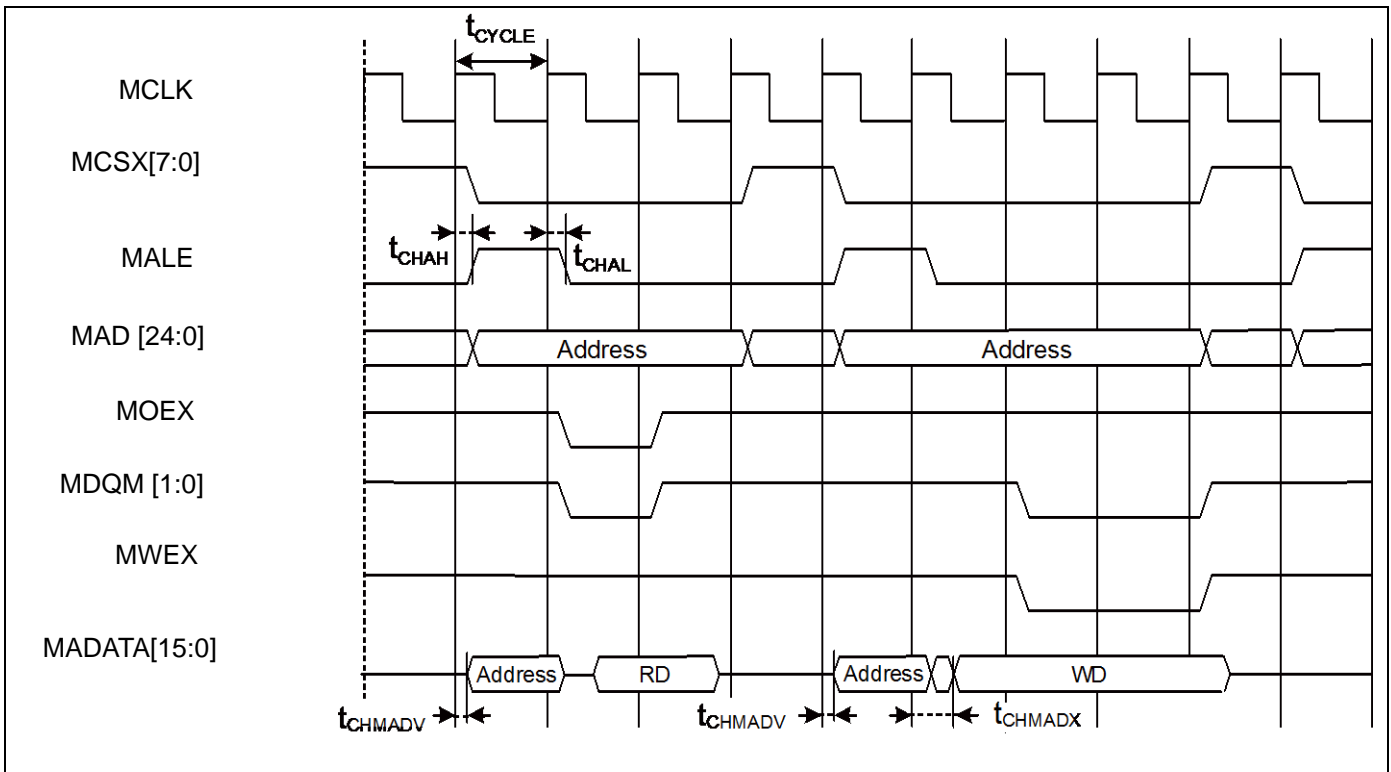 tCYCLE
MCLK
MCSX[7:0]
tCHAH
tCHAL
MALE
MAD [24:0]
Address
Address
MOEX
MDQM [1:0]
MWEX
MADATA[15:0]
Address
RD
Address
WD
tCHMADV
tCHMADV
tCHMADX